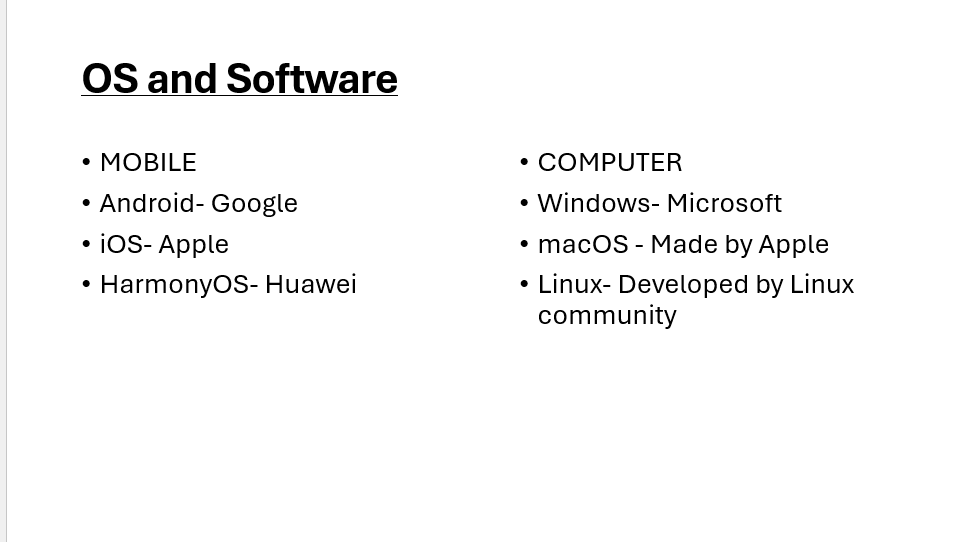 OS and Software
• MOBILE
• Android- Google
• iOS- Apple
• HarmonyOS- Huawei
• COMPUTER
• Windows- Microsoft
• macOS - Made by Apple
• Linux- Developed by Linux
community